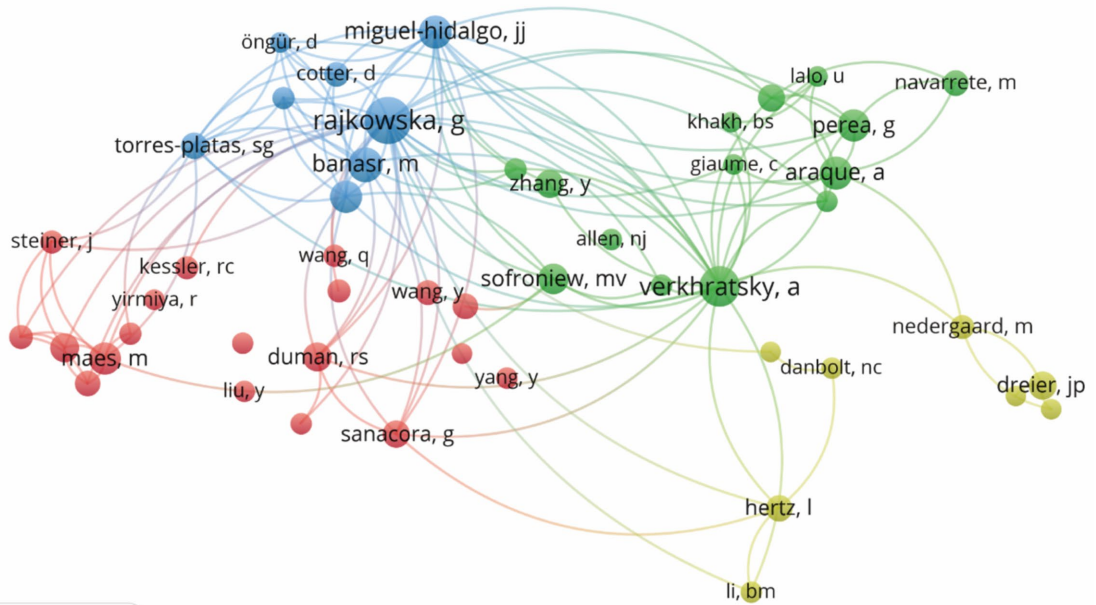 miguel-hidalgo, jj
öngür, d
cotter, d
lalo, u
navarrete, m
rajkowska, g
khakh, bs
perea, g
torres-platas, sg
banasr, m
giaume, c
araque, a
zhang, y
steiner, j
allen, nj
wang, q
kessler, rc
sofroniew, mv
verkhratsky, a
wang, y
yirmiya, r
nedergaard, m
maes, m
duman, rs
danbolt, nc
yang, y
dreier, jp
liu, y
sanacora, g
hertz, l
li, bm